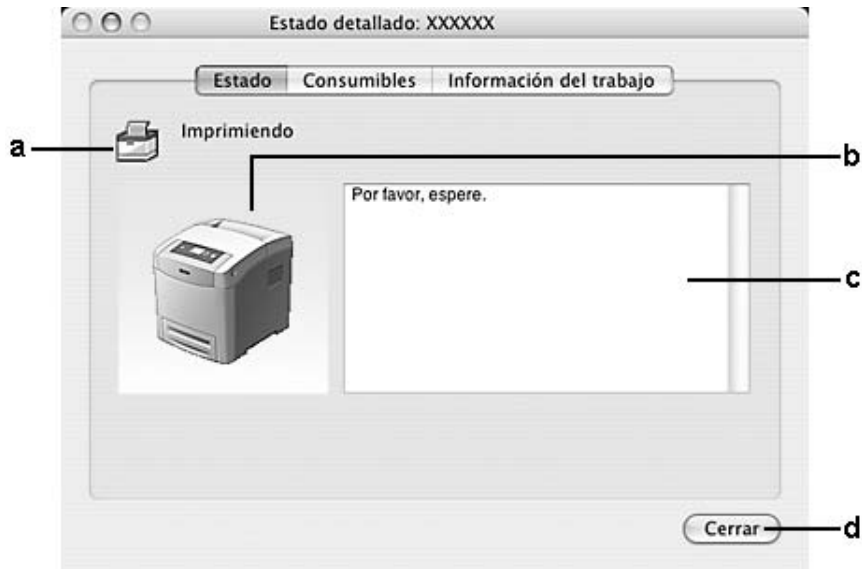 Estado detallado: XXXXXX
Estado Consumibles Información del trabajo
Imprimiendo
a
b
Por favor, espere.
c
Cerrar
d